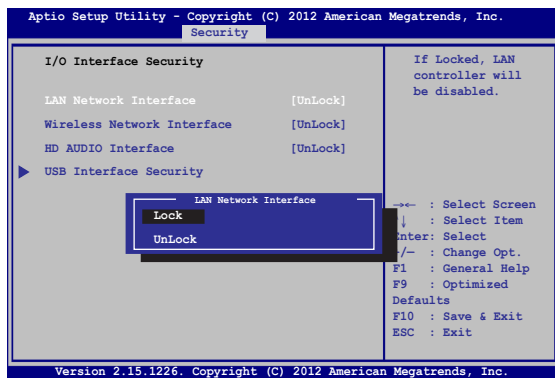 Aptio Setup Utility - Copyright (C) 2012 American Megatrends, Inc.
Security
I/O Interface Security
LAN Network Interface [UnLock]
Wireless Network Interface [UnLock]
HD AUDIO Interface [UnLock]
USB Interface Security
If Locked, LAN
controller will
be disabled.
LAN Network Interface
Lock
UnLock
→← : Select Screen
↓ : Select Item
Enter: Select
/— : Change Opt.
F1 : General Help
F9 : Optimized
Defaults
F10 : Save & Exit
ESC : Exit
Version 2.15.1226. Copyright (C) 2012 American Megatrends, Inc.